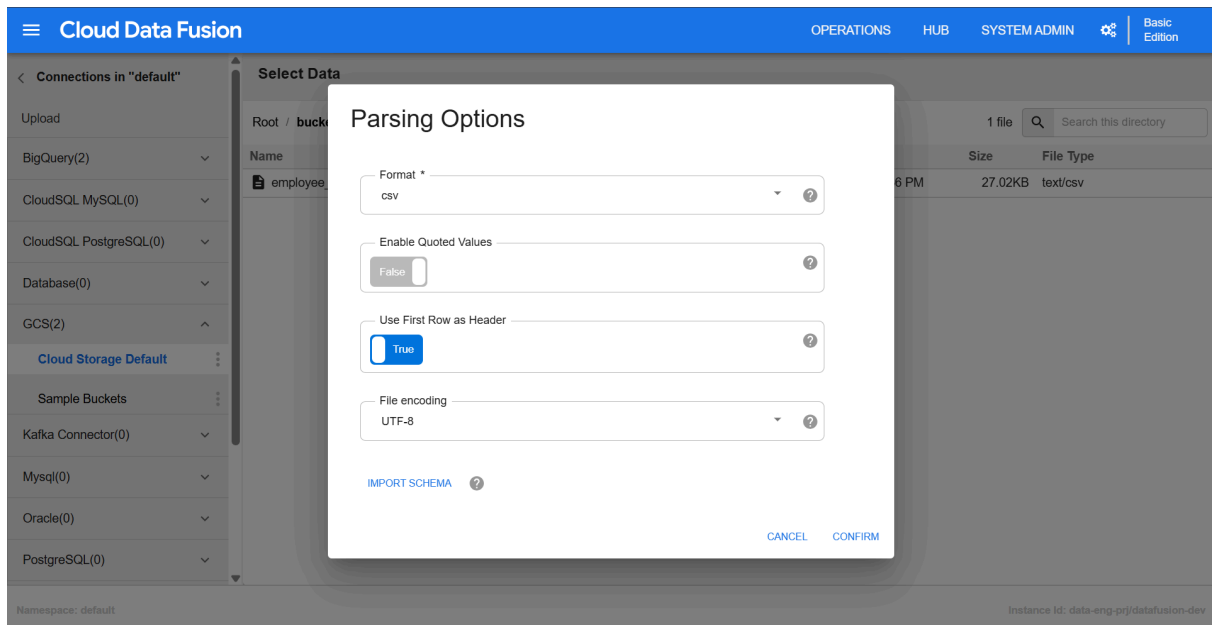 Cloud Data Fusion
OPERATIONS
HUB
SYSTEM ADMIN
Basic
Edition
Connections in "default"
Upload
BigQuery(2)
CloudSQL MySQL(0)
CloudSQL PostgreSQL(0)
Database(0)
GCS(2)
Cloud Storage Default
Sample Buckets
Kafka Connector(0)
Mysql(0)
Oracle(0)
PostgreSQL(0)
Select Data
Root /
1 file
Search this directory
Name
Size
File Type
employee_
6 PM
27.02KB
text/csv
Parsing Options
Format *
csv
Enable Quoted Values
False
Use First Row as Header
True
File encoding
UTF-8
IMPORT SCHEMA
CANCEL
CONFIRM
Namespace: default
Instance Id: data-eng-prj/datafusion-dev